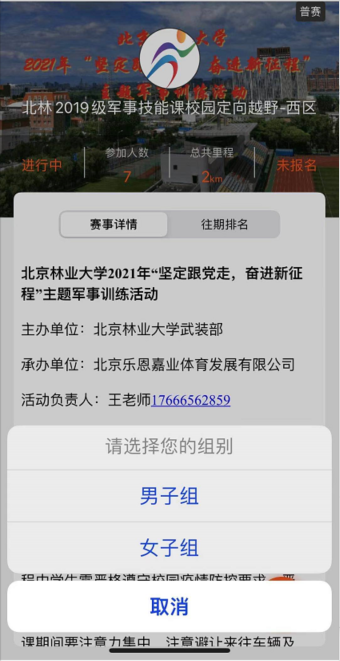 普赛
北京 大学
2021年“坚定跟 奋进新征程”
主题军事训练活动
北林2019级军事技能课校园定向越野-西区
进行中
参加人数
7
总共里程
2km
未报名
赛事详情
往期排名
北京林业大学2021年“坚定跟党走，奋进新征
程”主题军事训练活动
主办单位：北京林业大学武装部
承办单位：北京乐恩嘉业体育发展有限公司
活动负责人：王老师17666562859
请选择您的组别
男子组
女子组
程中学生需严格遵守校园疫情防控要求
取消
课期间要注意力集中，注意避让来往车辆及